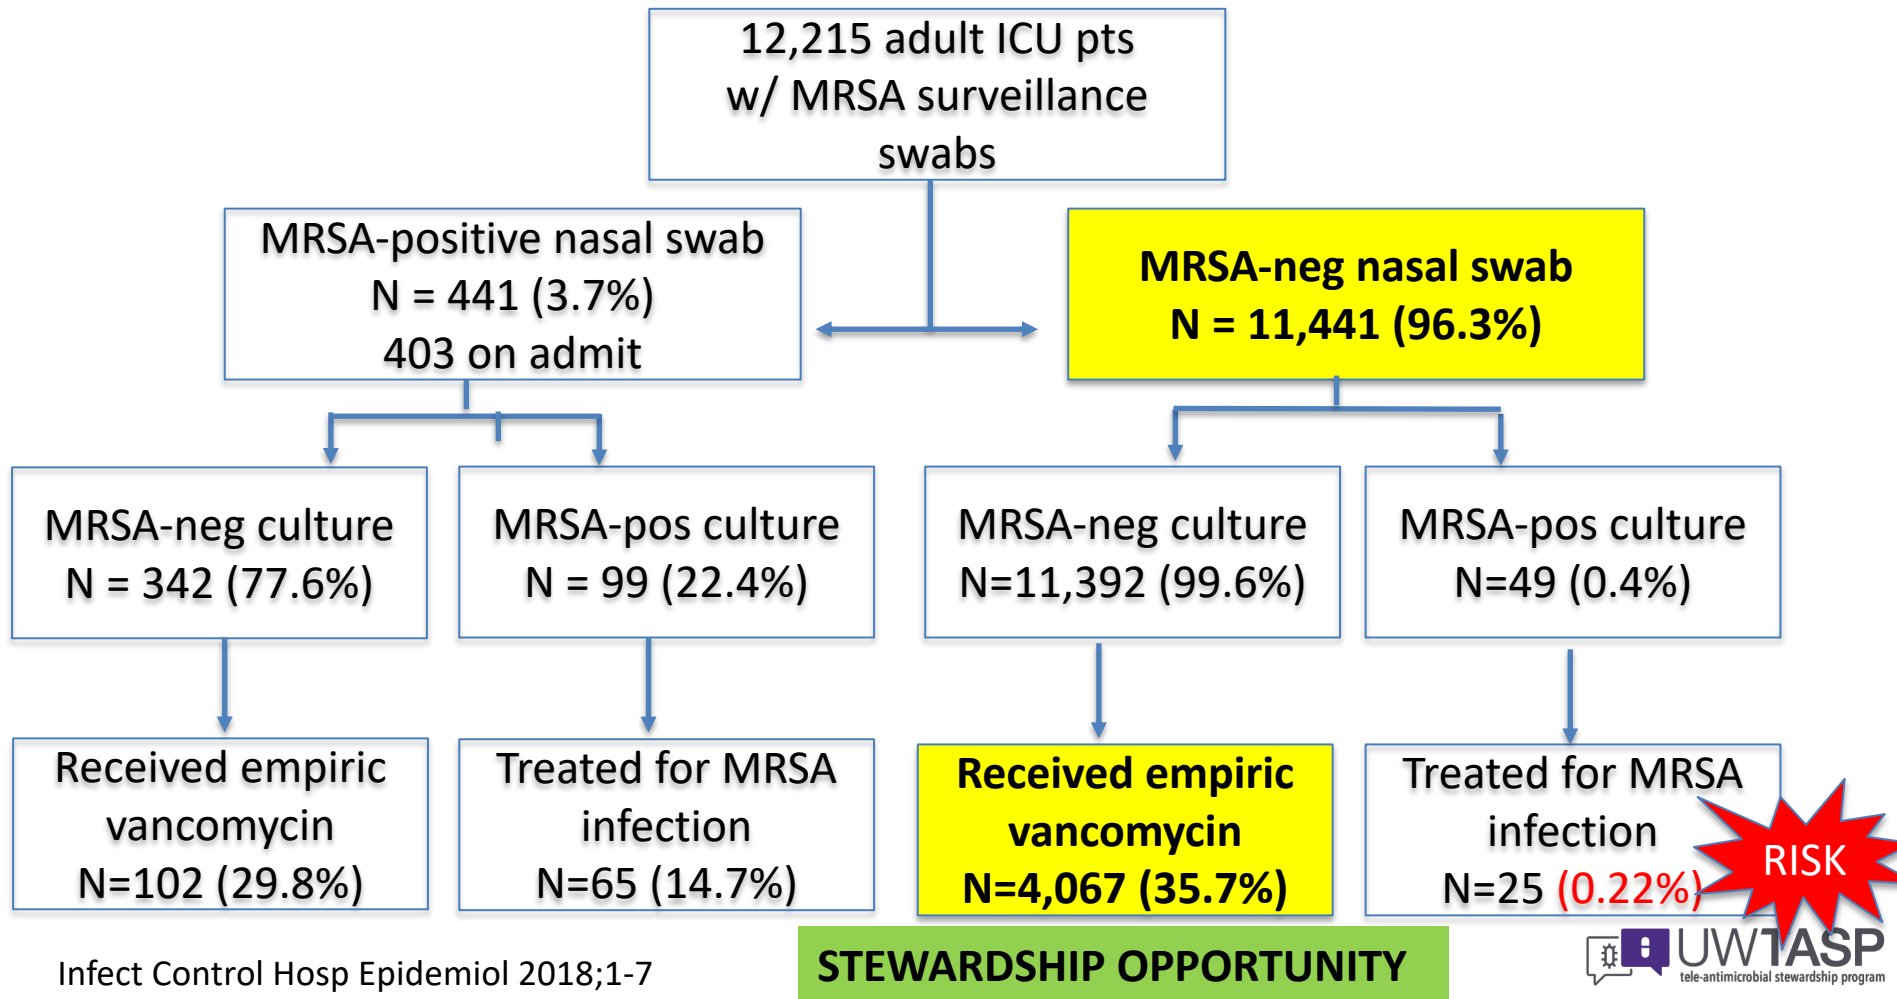 12,215 adult ICU pts
w/ MRSA surveillance
swabs
MRSA-positive nasal swab
N = 441 (3.7%)
403 on admit
MRSA-neg nasal swab
N = 11,441 (96.3%)
MRSA-neg culture
N = 342 (77.6%)
MRSA-pos culture
N = 99 (22.4%)
MRSA-neg culture
N=11,392 (99.6%)
MRSA-pos culture
N=49 (0.4%)
Received empiric
vancomycin
N=102 (29.8%)
Treated for MRSA
infection
N=65 (14.7%)
Received empiric
vancomycin
N=4,067 (35.7%)
Treated for MRSA
infection
N=25 (0.22%)
RISK
Infect Control Hosp Epidemiol 2018;1-7
STEWARDSHIP OPPORTUNITY
UWTASP
tele-antimicrobial stewardship program